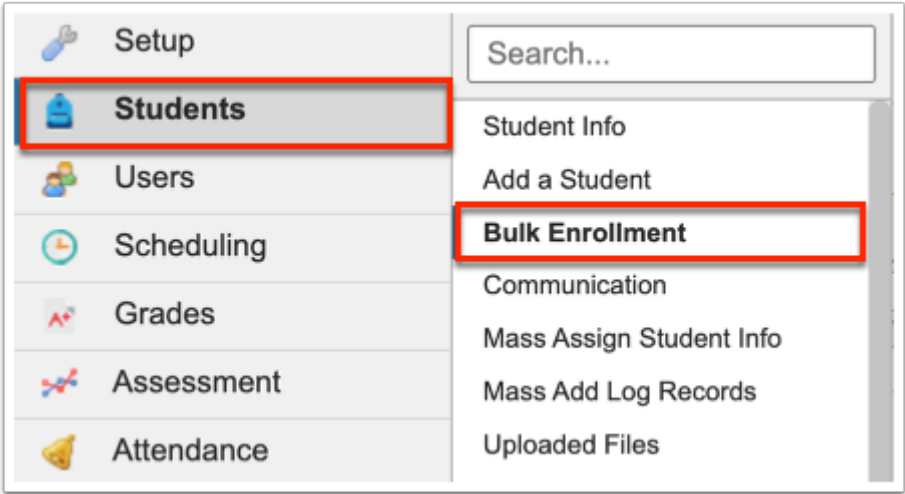 Setup
Students
Users
Scheduling
Grades
Assessment
Attendance
Search...
Student Info
Add a Student
Bulk Enrollment
Communication
Mass Assign Student Info
Mass Add Log Records
Uploaded Files